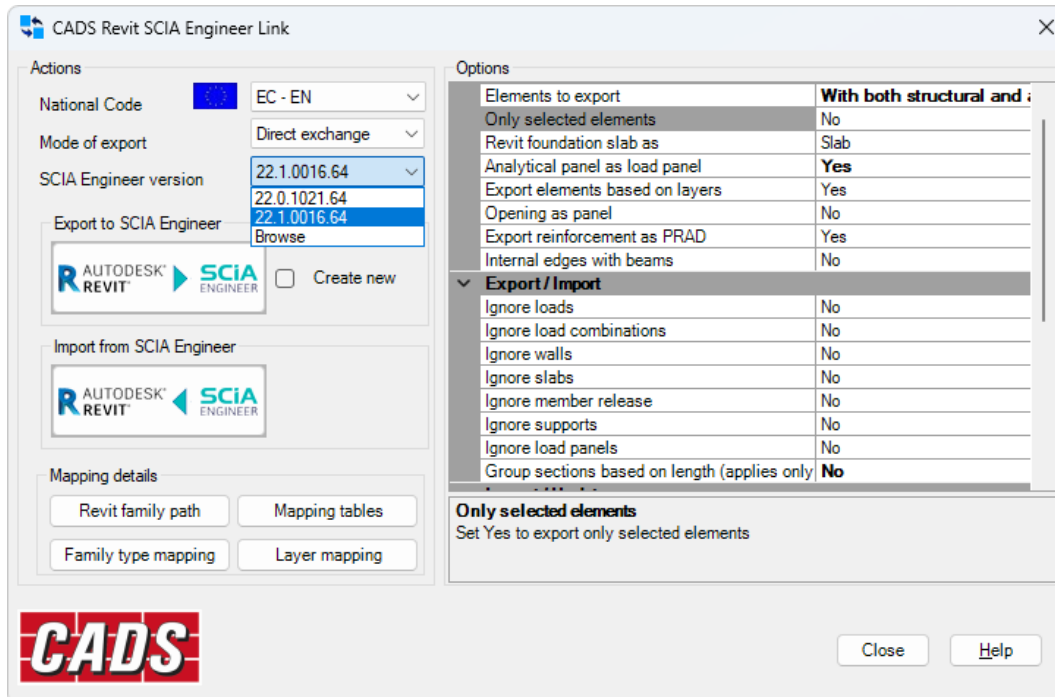 CADS Revit SCIA Engineer Link
Actions
National Code
EC - EN
Mode of export
Direct exchange
SCIA Engineer version
22.1.0016.64
22.0.1021.64
22.1.0016.64
Browse
Export to SCIA Engineer
AUTODESK® REVIT® SCiA ENGINEER
Create new
Import from SCIA Engineer
AUTODESK® REVIT® SCiA ENGINEER
Mapping details
Revit family path
Mapping tables
Family type mapping
Layer mapping
Options
Elements to export With both structural and
Only selected elements No
Revit foundation slab as Slab
Analytical panel as load panel Yes
Export elements based on layers Yes
Opening as panel No
Export reinforcement as PRAD Yes
Internal edges with beams No
Export / Import
Ignore loads No
Ignore load combinations No
Ignore walls No
Ignore slabs No
Ignore member release No
Ignore supports No
Ignore load panels No
Group sections based on length (applies only No
Only selected elements
Set Yes to export only selected elements
CADS
Close
Help